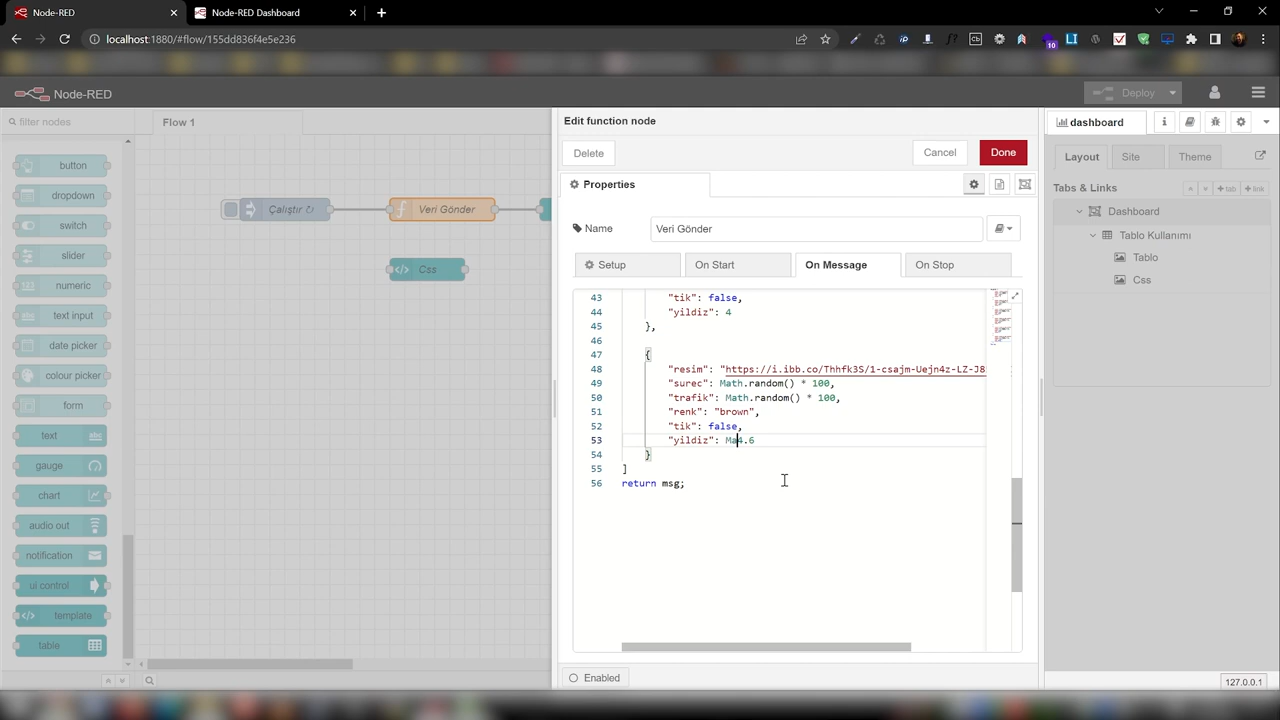 Node-RED
Node-RED Dashboard
localhost:1880/#flow/155dd836f4e5e236
10
Node-RED
Deploy
filter nodes
Flow 1
Edit function node
dashboard
Delete
Cancel
Done
Layout
Site
Theme
button
Properties
Tabs & Links
tab
link
dropdown
Çalıştır ↻
Veri Gönder
Dashboard
switch
Name
Veri Gönder
Tablo Kullanımı
slider
Css
Setup
On Start
On Message
On Stop
Tablo
numeric
Css
text input
date picker
colour picker
form
text
abc
gauge
chart
audio out
notification
ui control
template
table
43 "tik": false,
44 "yildiz": 4
45 },
46
47 {
48 "resim": "https://i.ibb.co/Thhfk3S/1-csajm-Uejn4z-LZ-J8
49 "surec": Math.random() * 100,
50 "trafik": Math.random() * 100,
51 "renk": "brown",
52 "tik": false,
53 "yildiz": Ma4.6
54 }
55 ]
56 return msg;
Enabled
127.0.0.1